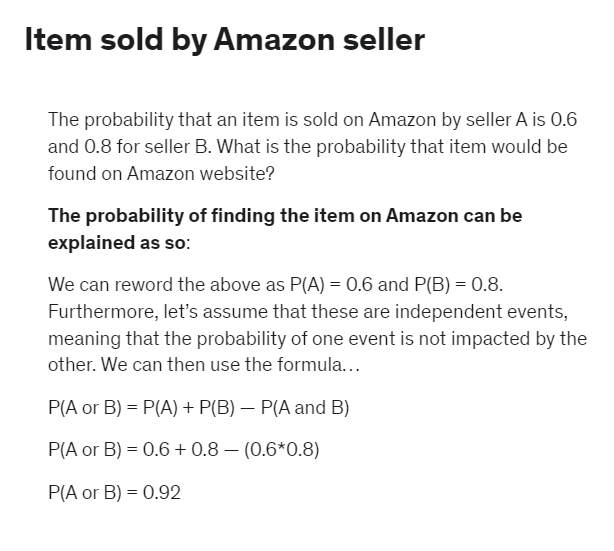 Item sold by Amazon seller
The probability that an item is sold on Amazon by seller A is 0.6
and 0.8 for seller B. What is the probability that item would be
found on Amazon website?
The probability of finding the item on Amazon can be
explained as so:
We can reword the above as P(A) = 0.6 and P(B) = 0.8.
Furthermore, let’s assume that these are independent events,
meaning that the probability of one event is not impacted by the
other. We can then use the formula…
P(A or B) = P(A) + P(B) — P(A and B)
P(A or B) = 0.6 + 0.8 — (0.6*0.8)
P(A or B) = 0.92